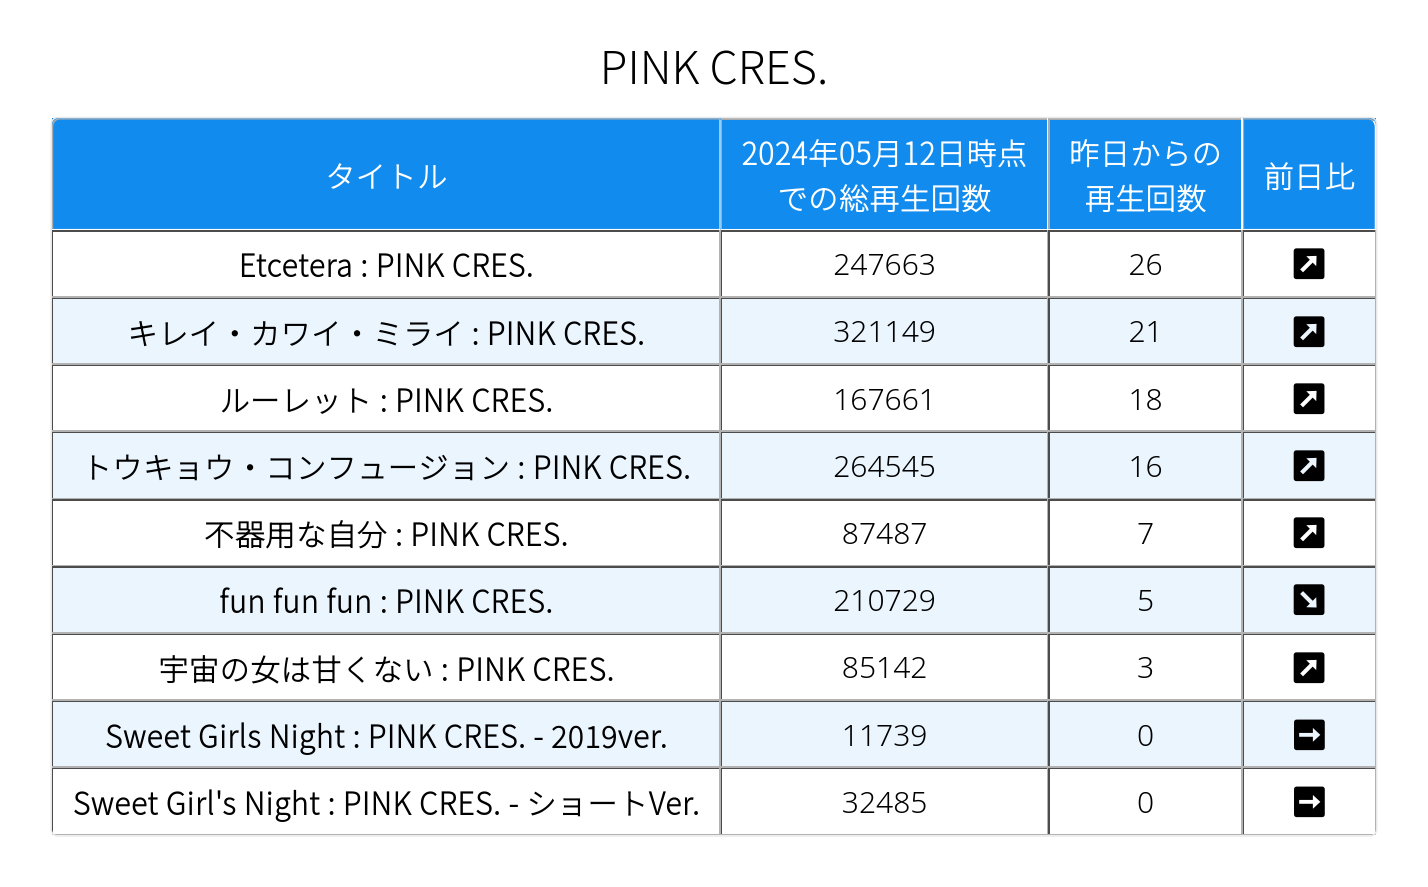 PINK CRES.
タイトル
2024年05月12日時点
での総再生回数
昨日からの
再生回数
前日比
Etcetera : PINK CRES. 247663 26
キレイ・カワイ・ミライ : PINK CRES. 321149 21
ルーレット : PINK CRES. 167661 18
トウキョウ・コンフュージョン : PINK CRES. 264545 16
不器用な自分 : PINK CRES. 87487 7
fun fun fun : PINK CRES. 210729 5
宇宙の女は甘くない : PINK CRES. 85142 3
Sweet Girls Night : PINK CRES. - 2019ver. 11739 0
Sweet Girl's Night : PINK CRES. - ショートVer. 32485 0